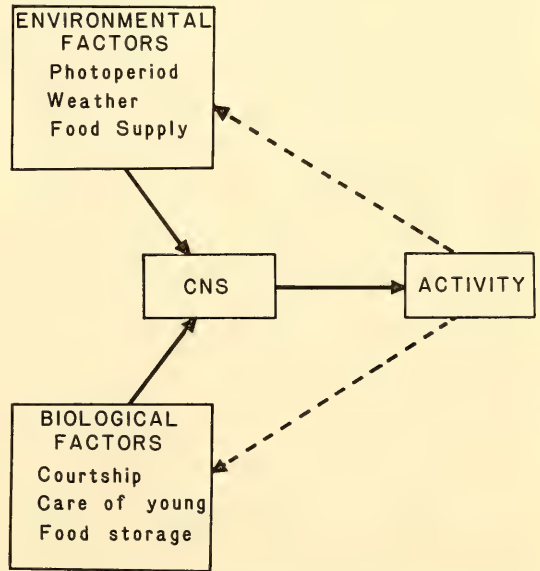 ENVIRONMENTAL
FACTORS
Photoperiod
Weather
Food Supply
CNS
ACTIVITY
BIOLOGICAL
FACTORS
Courtship
Care of young
Food storage